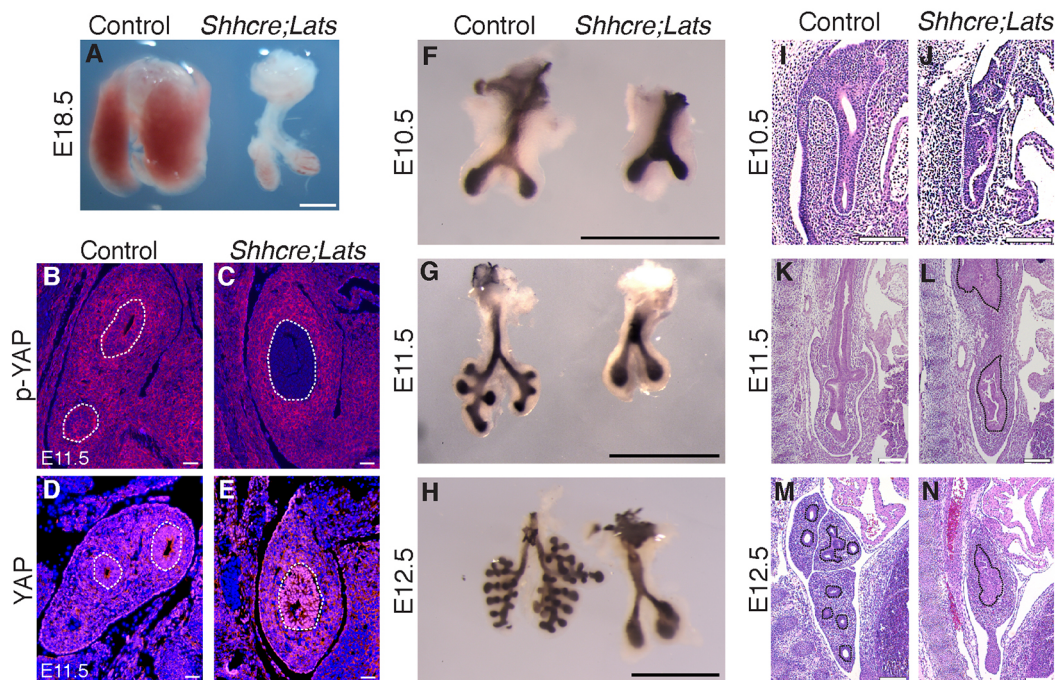 Control Shhcre;Lats
A
E18.5
Control Shhcre;Lats
B C
p-YAP
E11.5
D E
YAP
E11.5
Control Shhcre;Lats
F
E10.5
G
E11.5
H
E12.5
Control Shhcre;Lats
I J
E10.5
K L
E11.5
M N
E12.5